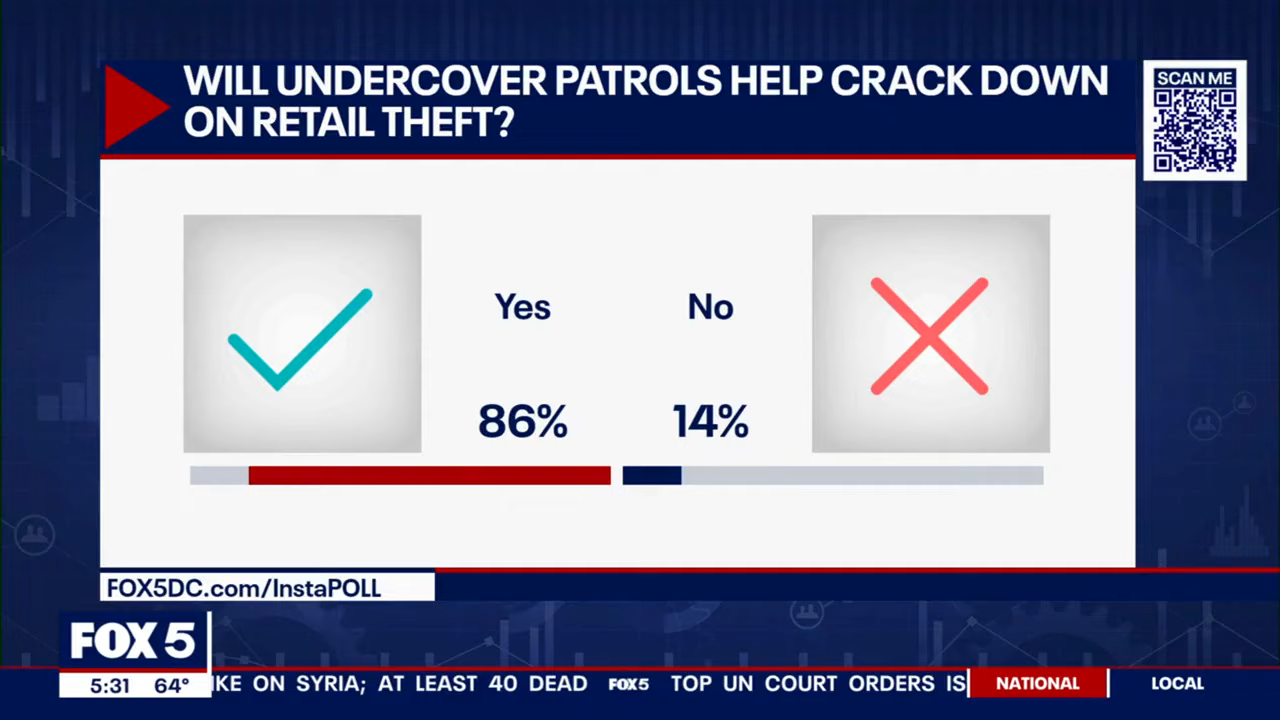 WILL UNDERCOVER PATROLS HELP CRACK DOWN
ON RETAIL THEFT?
SCAN ME
Yes
No
86%
14%
FOX5DC.com/InstaPOLL
FOX 5
5:31 64°
IKE ON SYRIA; AT LEAST 40 DEAD FOX5 TOP UN COURT ORDERS IS
NATIONAL
LOCAL